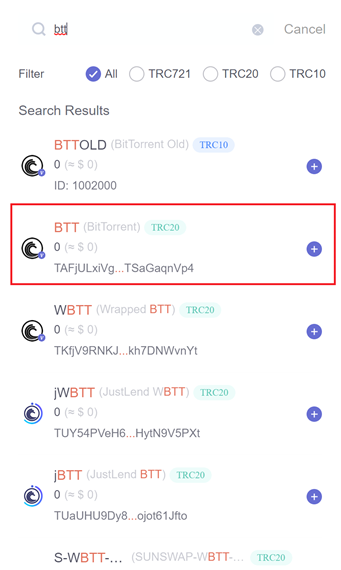 btt
Cancel
Filter
All
TRC721
TRC20
TRC10
Search Results
BTTOLD (BitTorrent Old) TRC10
0 (≈ $ 0)
ID: 1002000
BTT (BitTorrent) TRC20
0 (≈ $ 0)
TAFjULxiVg...TSaGaqnVp4
WBTT (Wrapped BTT) TRC20
0 (≈ $ 0)
TKfjV9RNKJ...kh7DNWvnYt
jWBTT (JustLend WBTT) TRC20
0 (≈ $ 0)
TUY54PVeH6...HytN9V5PXt
jBTT (JustLend BTT) TRC20
0 (≈ $ 0)
TUaUHU9Dy8...ojot61Jfto
S-WBTT-... (SUNSWAP-WBTT-... TRC20